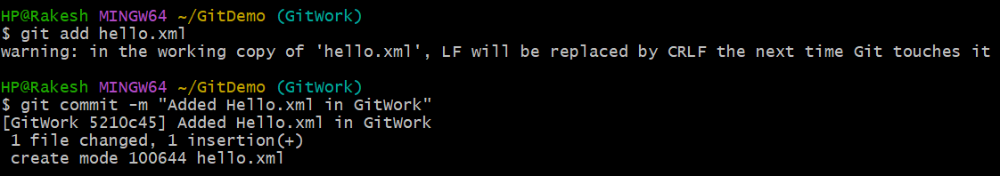 HP@Rakesh MINGW64 ~/GitDemo (GitWork)
$ git add hello.xml
warning: in the working copy of 'hello.xml', LF will be replaced by CRLF the next time Git touches it
HP@Rakesh MINGW64 ~/GitDemo (GitWork)
$ git commit -m "Added Hello.xml in GitWork"
[GitWork 5210c45] Added Hello.xml in GitWork
 1 file changed, 1 insertion(+)
 create mode 100644 hello.xml